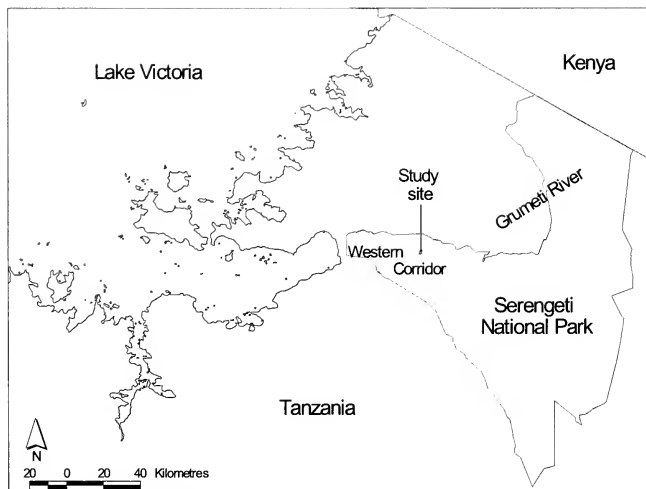 Lake Victoria
Kenya
Study
site
Grumeti River
Western
Corridor
Serengeti
National Park
Tanzania
N
20 0 20 40 Kilometres